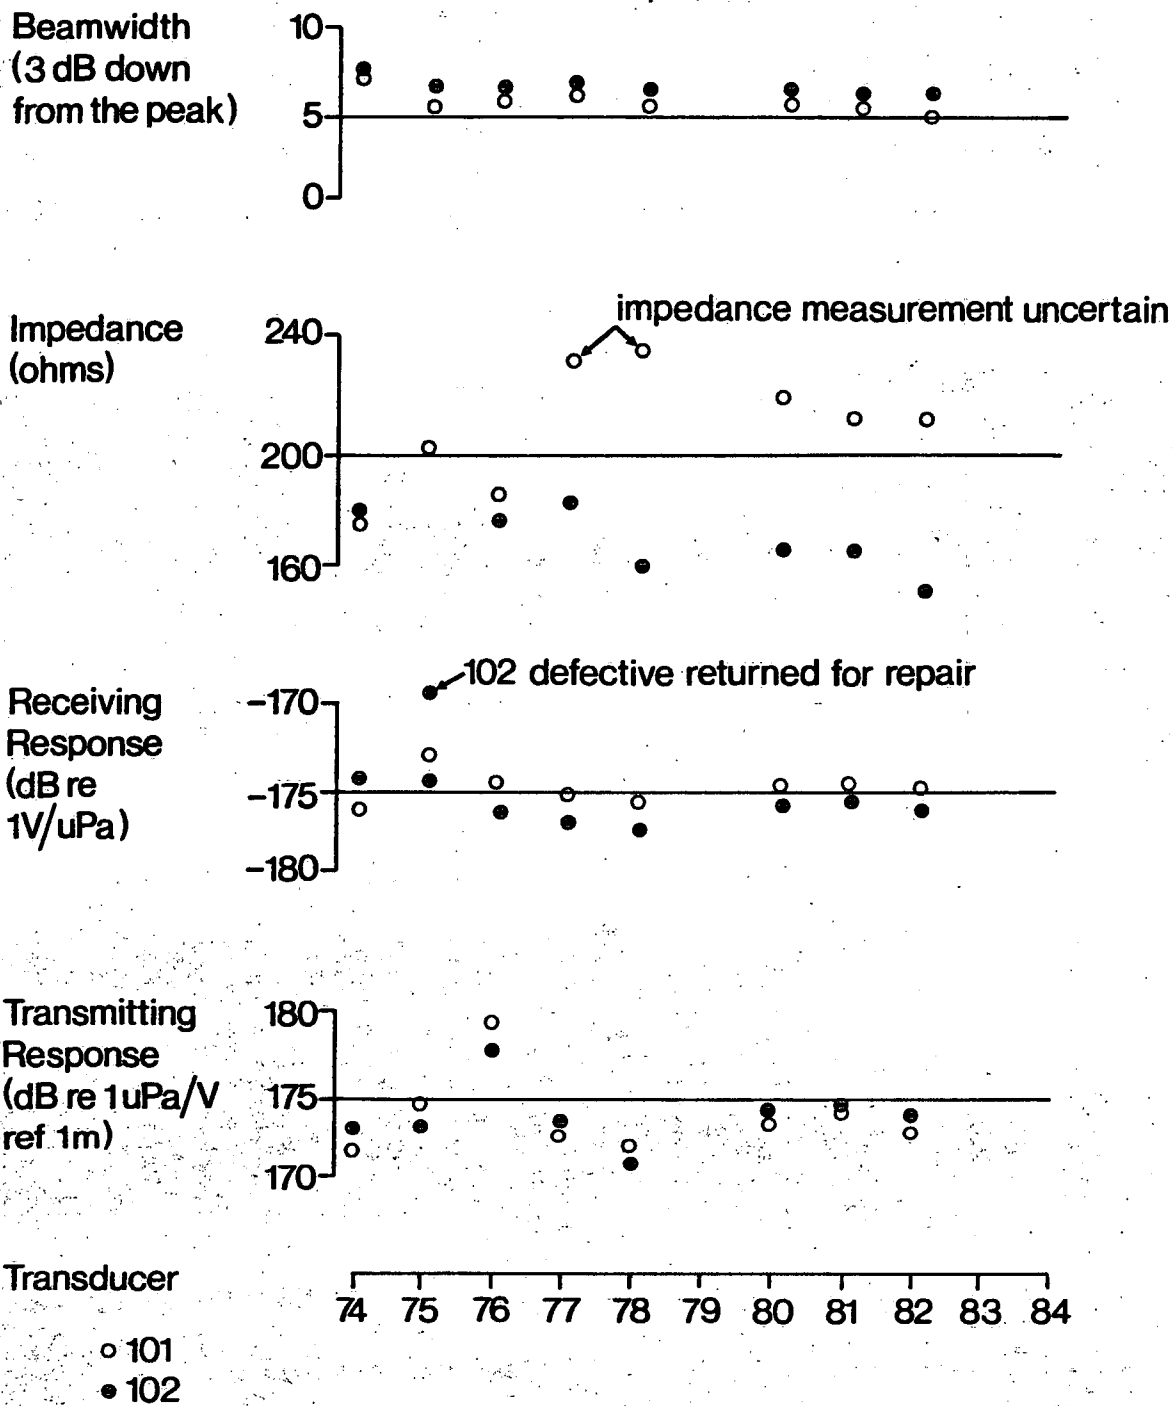 Beamwidth
(3 dB down
from the peak)
10
5
0
Impedance
(ohms)
240
200
160
impedance measurement uncertain
Receiving
Response
(dB re
1V/uPa)
-170
-175
-180
102 defective returned for repair
Transmitting
Response
(dB re 1uPa/V
ref 1m)
180
175
170
Transducer
74 75 76 77 78 79 80 81 82 83 84
101
102